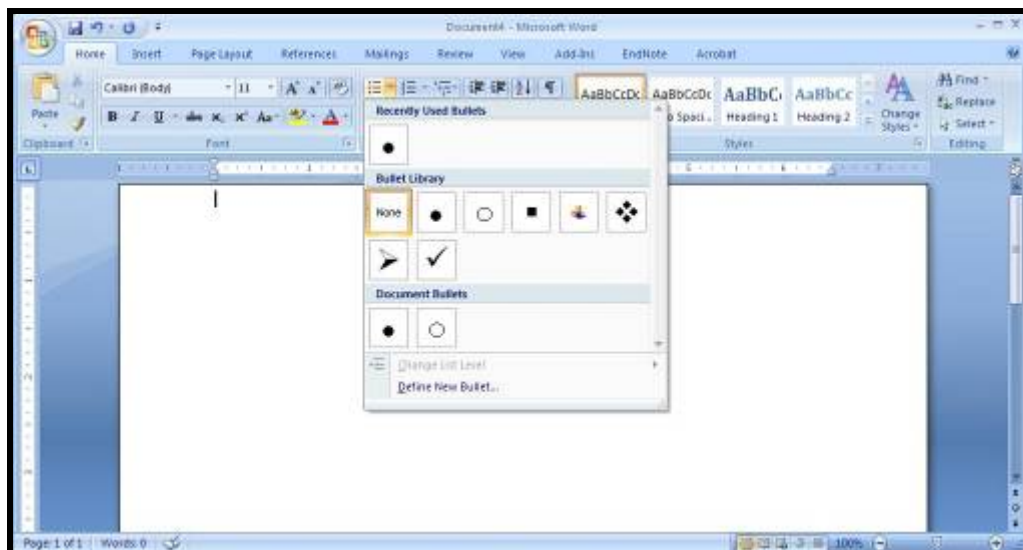 Document4 - Microsoft Word
Home Insert Page Layout References Mailings Review View Add-Ins EndNote Acrobat
Calibri (Body) 11
Find
Replace
Select
Paste
B I U abc x, x' Aa A
AaBbCcDc AaBbCcDc AaBbC AaBbCc
Spaci... Heading 1 Heading 2 Change Styles
Clipboard Font Styles Editing
Recently Used Bullets
Bullet Library
None
Document Bullets
Change List Level
Define New Bullet...
Page: 1 of 1 Words: 0 100%